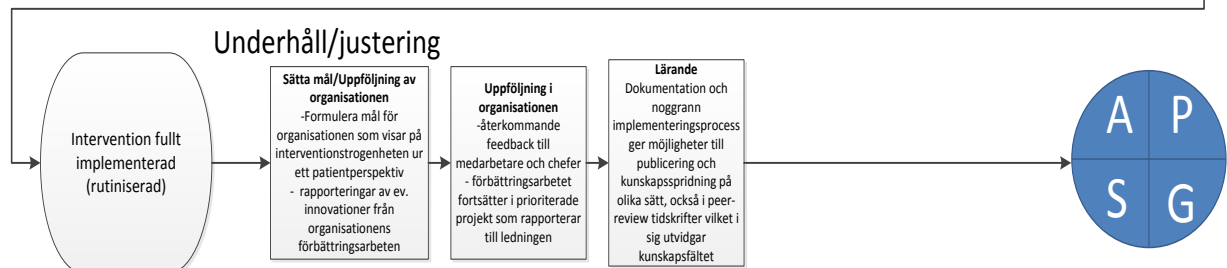 Underhåll/justering
Intervention fullt
implementerad
(rutiniserad)
Sätta mål/Uppföljning av
organisationen
-Formulera mål för
organisationen som visar på
interventionstrogenheten ur
ett patientperspektiv
- rapporteringar av ev.
innovationer från
organisationens
förbättringsarbeten
Uppföljning i
organisationen
-återkommande
feedback till
medarbetare och chefer
- förbättringsarbetet
fortsätter i prioriterade
projekt som rapporterar
till ledningen
Lärande
Dokumentation och
noggrann
implementeringsprocess
ger möjligheter till
publicering och
kunskapsspridning på
olika sätt, också i peer-
review tidskrifter vilket i
sig utvidgar
kunskapsfältet
A P
S G